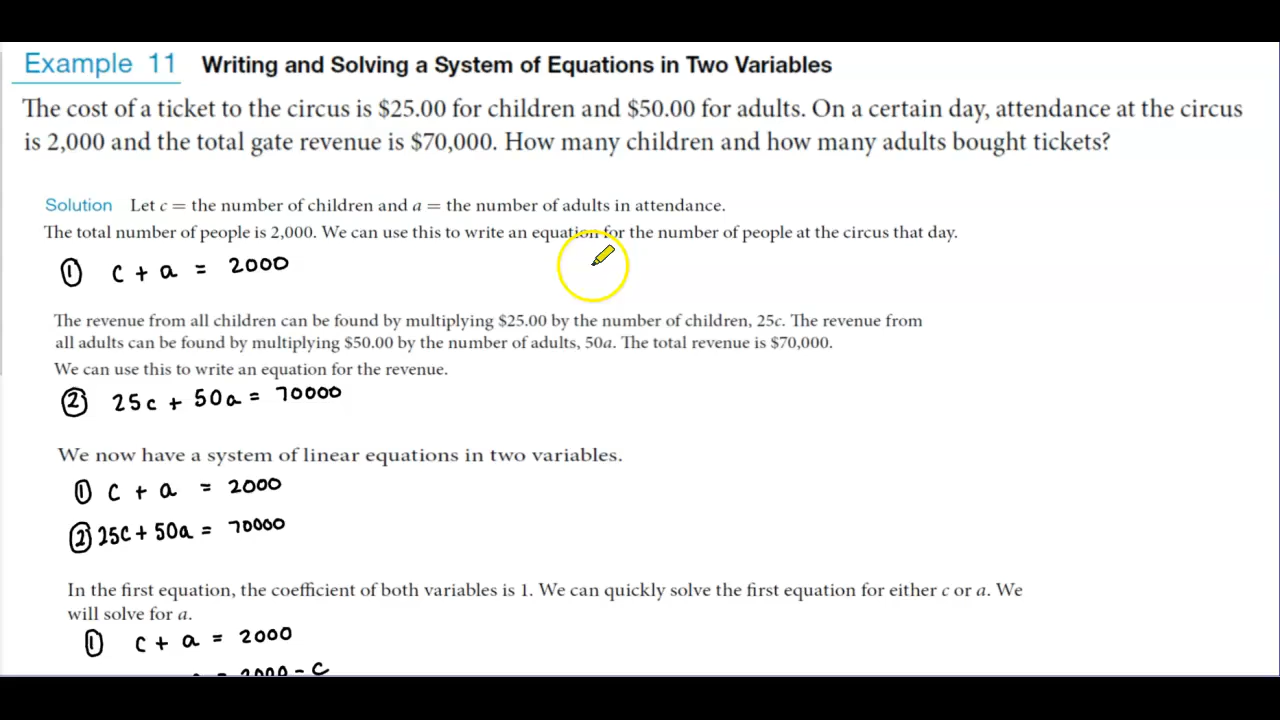 Example 11 Writing and Solving a System of Equations in Two Variables
The cost of a ticket to the circus is $25.00 for children and $50.00 for adults. On a certain day, attendance at the circus
is 2,000 and the total gate revenue is $70,000. How many children and how many adults bought tickets?
Solution Let c = the number of children and a = the number of adults in attendance.
The total number of people is 2,000. We can use this to write an equation for the number of people at the circus that day.
① c + a = 2000
The revenue from all children can be found by multiplying $25.00 by the number of children, 25c. The revenue from
all adults can be found by multiplying $50.00 by the number of adults, 50a. The total revenue is $70,000.
We can use this to write an equation for the revenue.
② 25c + 50a = 70000
We now have a system of linear equations in two variables.
① c + a = 2000
② 25c + 50a = 70000
In the first equation, the coefficient of both variables is 1. We can quickly solve the first equation for either c or a. We
will solve for a.
① c + a = 2000
= 2000 - c